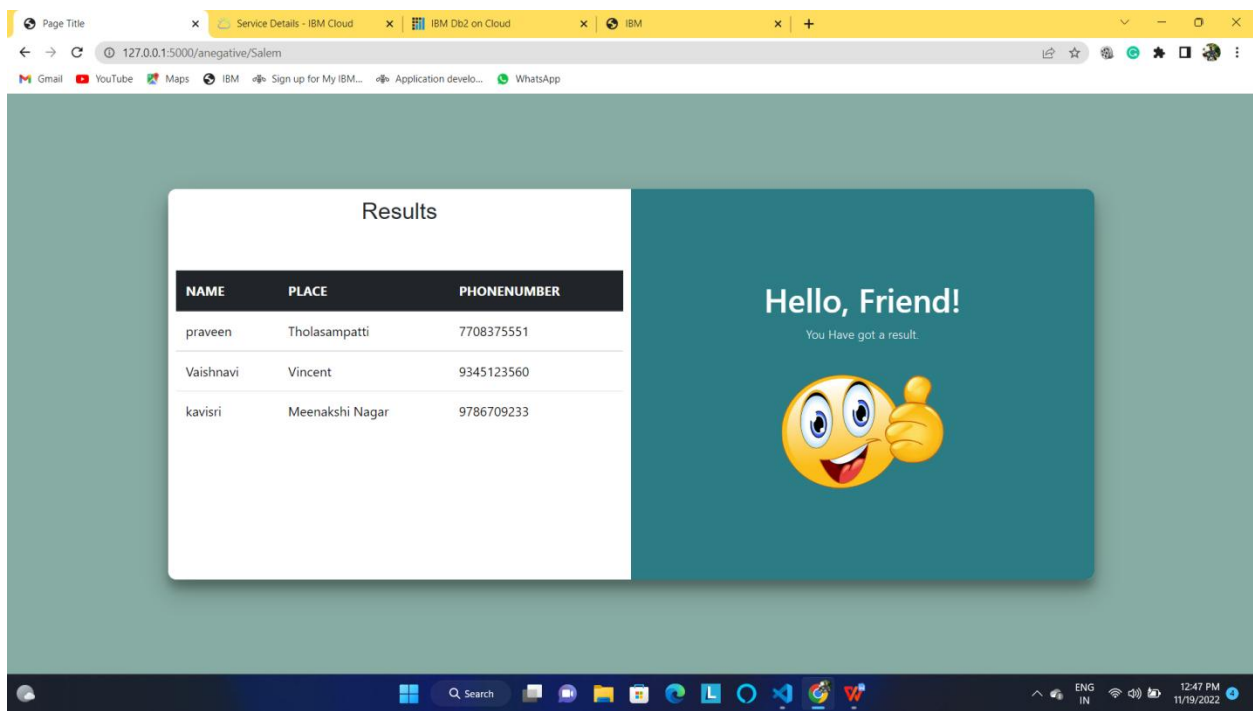 Page Title
Service Details - IBM Cloud
IBM Db2 on Cloud
IBM
127.0.0.1:5000/anegative/Salem
Gmail YouTube Maps IBM Sign up for My IBM... Application develo... WhatsApp
Results
NAME PLACE PHONENUMBER
praveen Tholasampatti 7708375551
Vaishnavi Vincent 9345123560
kavisri Meenakshi Nagar 9786709233
Hello, Friend!
You Have got a result.
Search
L
W
ENG
IN
12:47 PM
11/19/2022
4